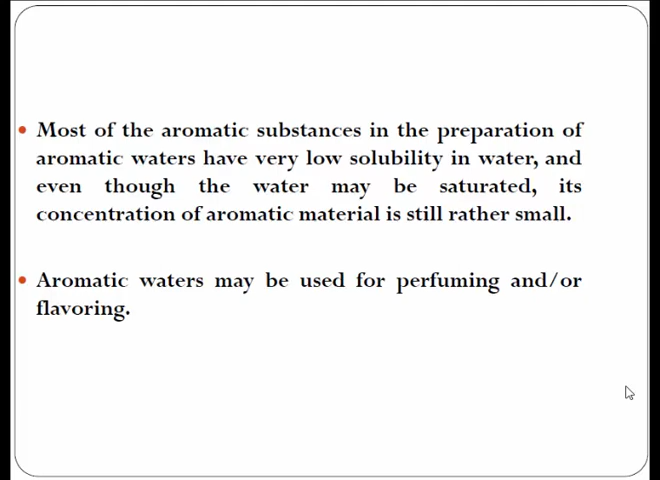 • Most of the aromatic substances in the preparation of
aromatic waters have very low solubility in water, and
even though the water may be saturated, its
concentration of aromatic material is still rather small.
• Aromatic waters may be used for perfuming and/or
flavoring.